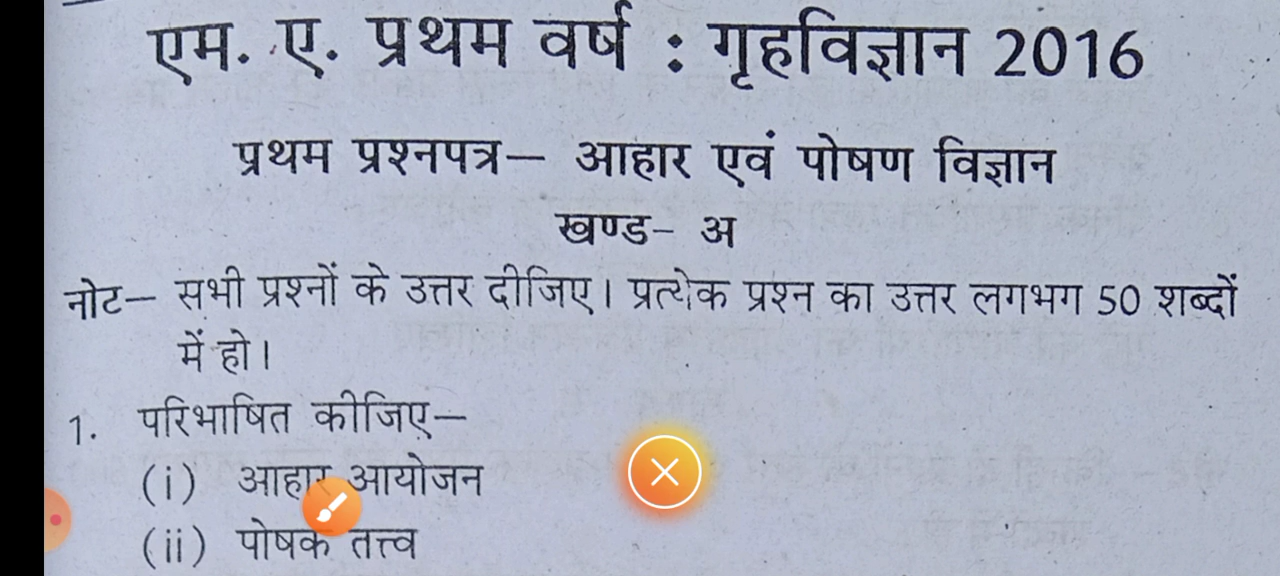 एम. ए. प्रथम वर्ष : गृहविज्ञान 2016
प्रथम प्रश्नपत्र— आहार एवं पोषण विज्ञान
खण्ड- अ
नोट— सभी प्रश्नों के उत्तर दीजिए। प्रत्येक प्रश्न का उत्तर लगभग 50 शब्दों
में हो।
1. परिभाषित कीजिए—
(i) आहार आयोजन
(ii) पोषक तत्त्व